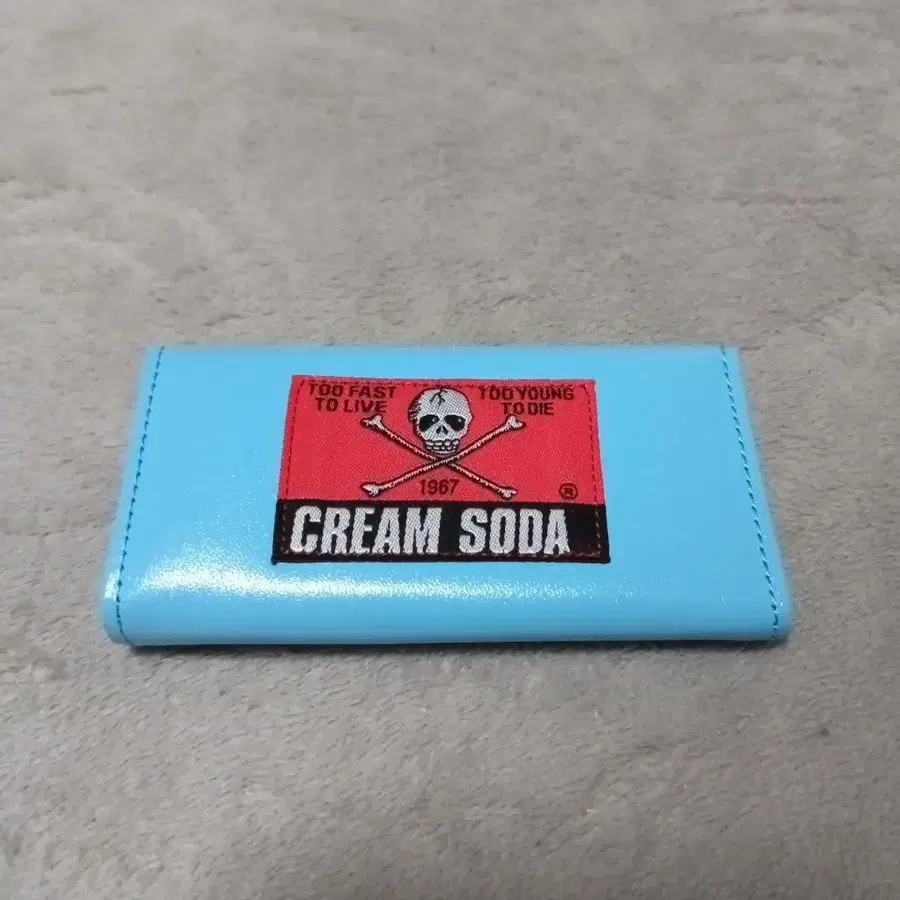 TOO FAST
TO LIVE
TOO YOUNG
TO DIE
1967
®
CREAM SODA